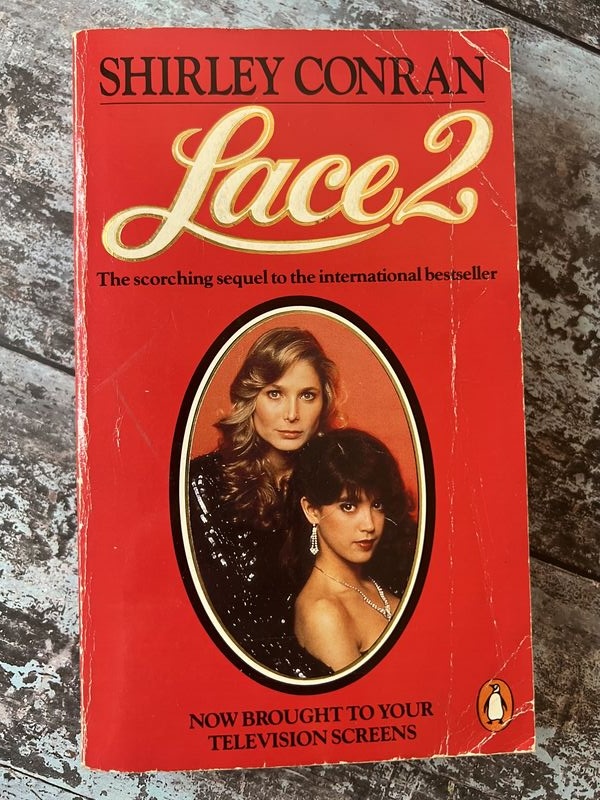 SHIRLEY CONRAN
Lace 2
The scorching sequel to the international bestseller
NOW BROUGHT TO YOUR
TELEVISION SCREENS